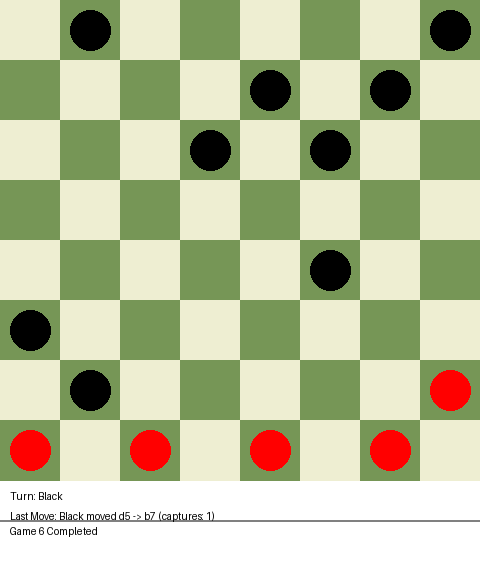 Turn: Black
Last Move: Black moved d5 -> b7 (captures: 1)
Game 6 Completed